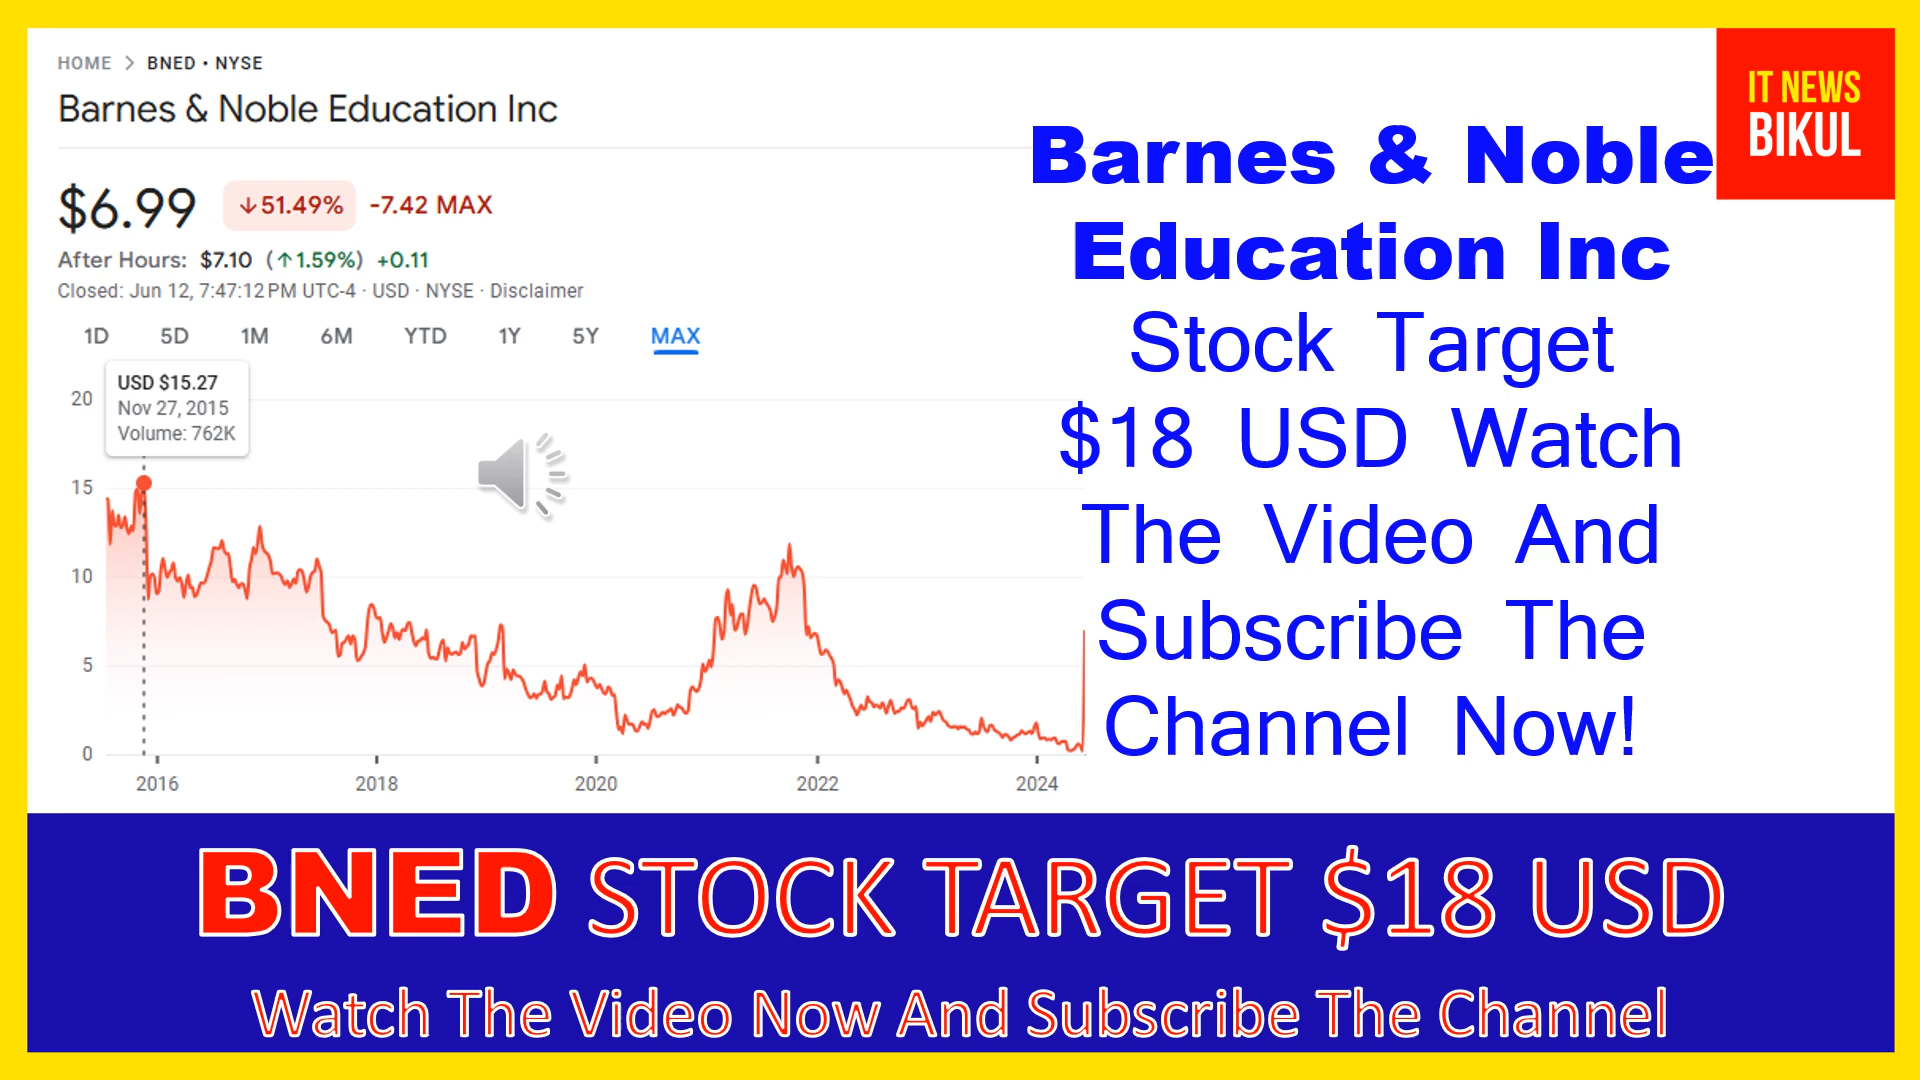 HOME > BNED • NYSE
Barnes & Noble Education Inc
$6.99 ↓51.49% -7.42 MAX
After Hours: $7.10 (↑1.59%) +0.11
Closed: Jun 12, 7:47:12 PM UTC-4 · USD · NYSE · Disclaimer
1D 5D 1M 6M YTD 1Y 5Y MAX
USD $15.27
Nov 27, 2015
Volume: 762K
20
15
10
5
0
2016 2018 2020 2022 2024
IT NEWS
BIKUL
Barnes & Noble
Education Inc
Stock Target
$18 USD Watch
The Video And
Subscribe The
Channel Now!
BNED STOCK TARGET $18 USD
Watch The Video Now And Subscribe The Channel